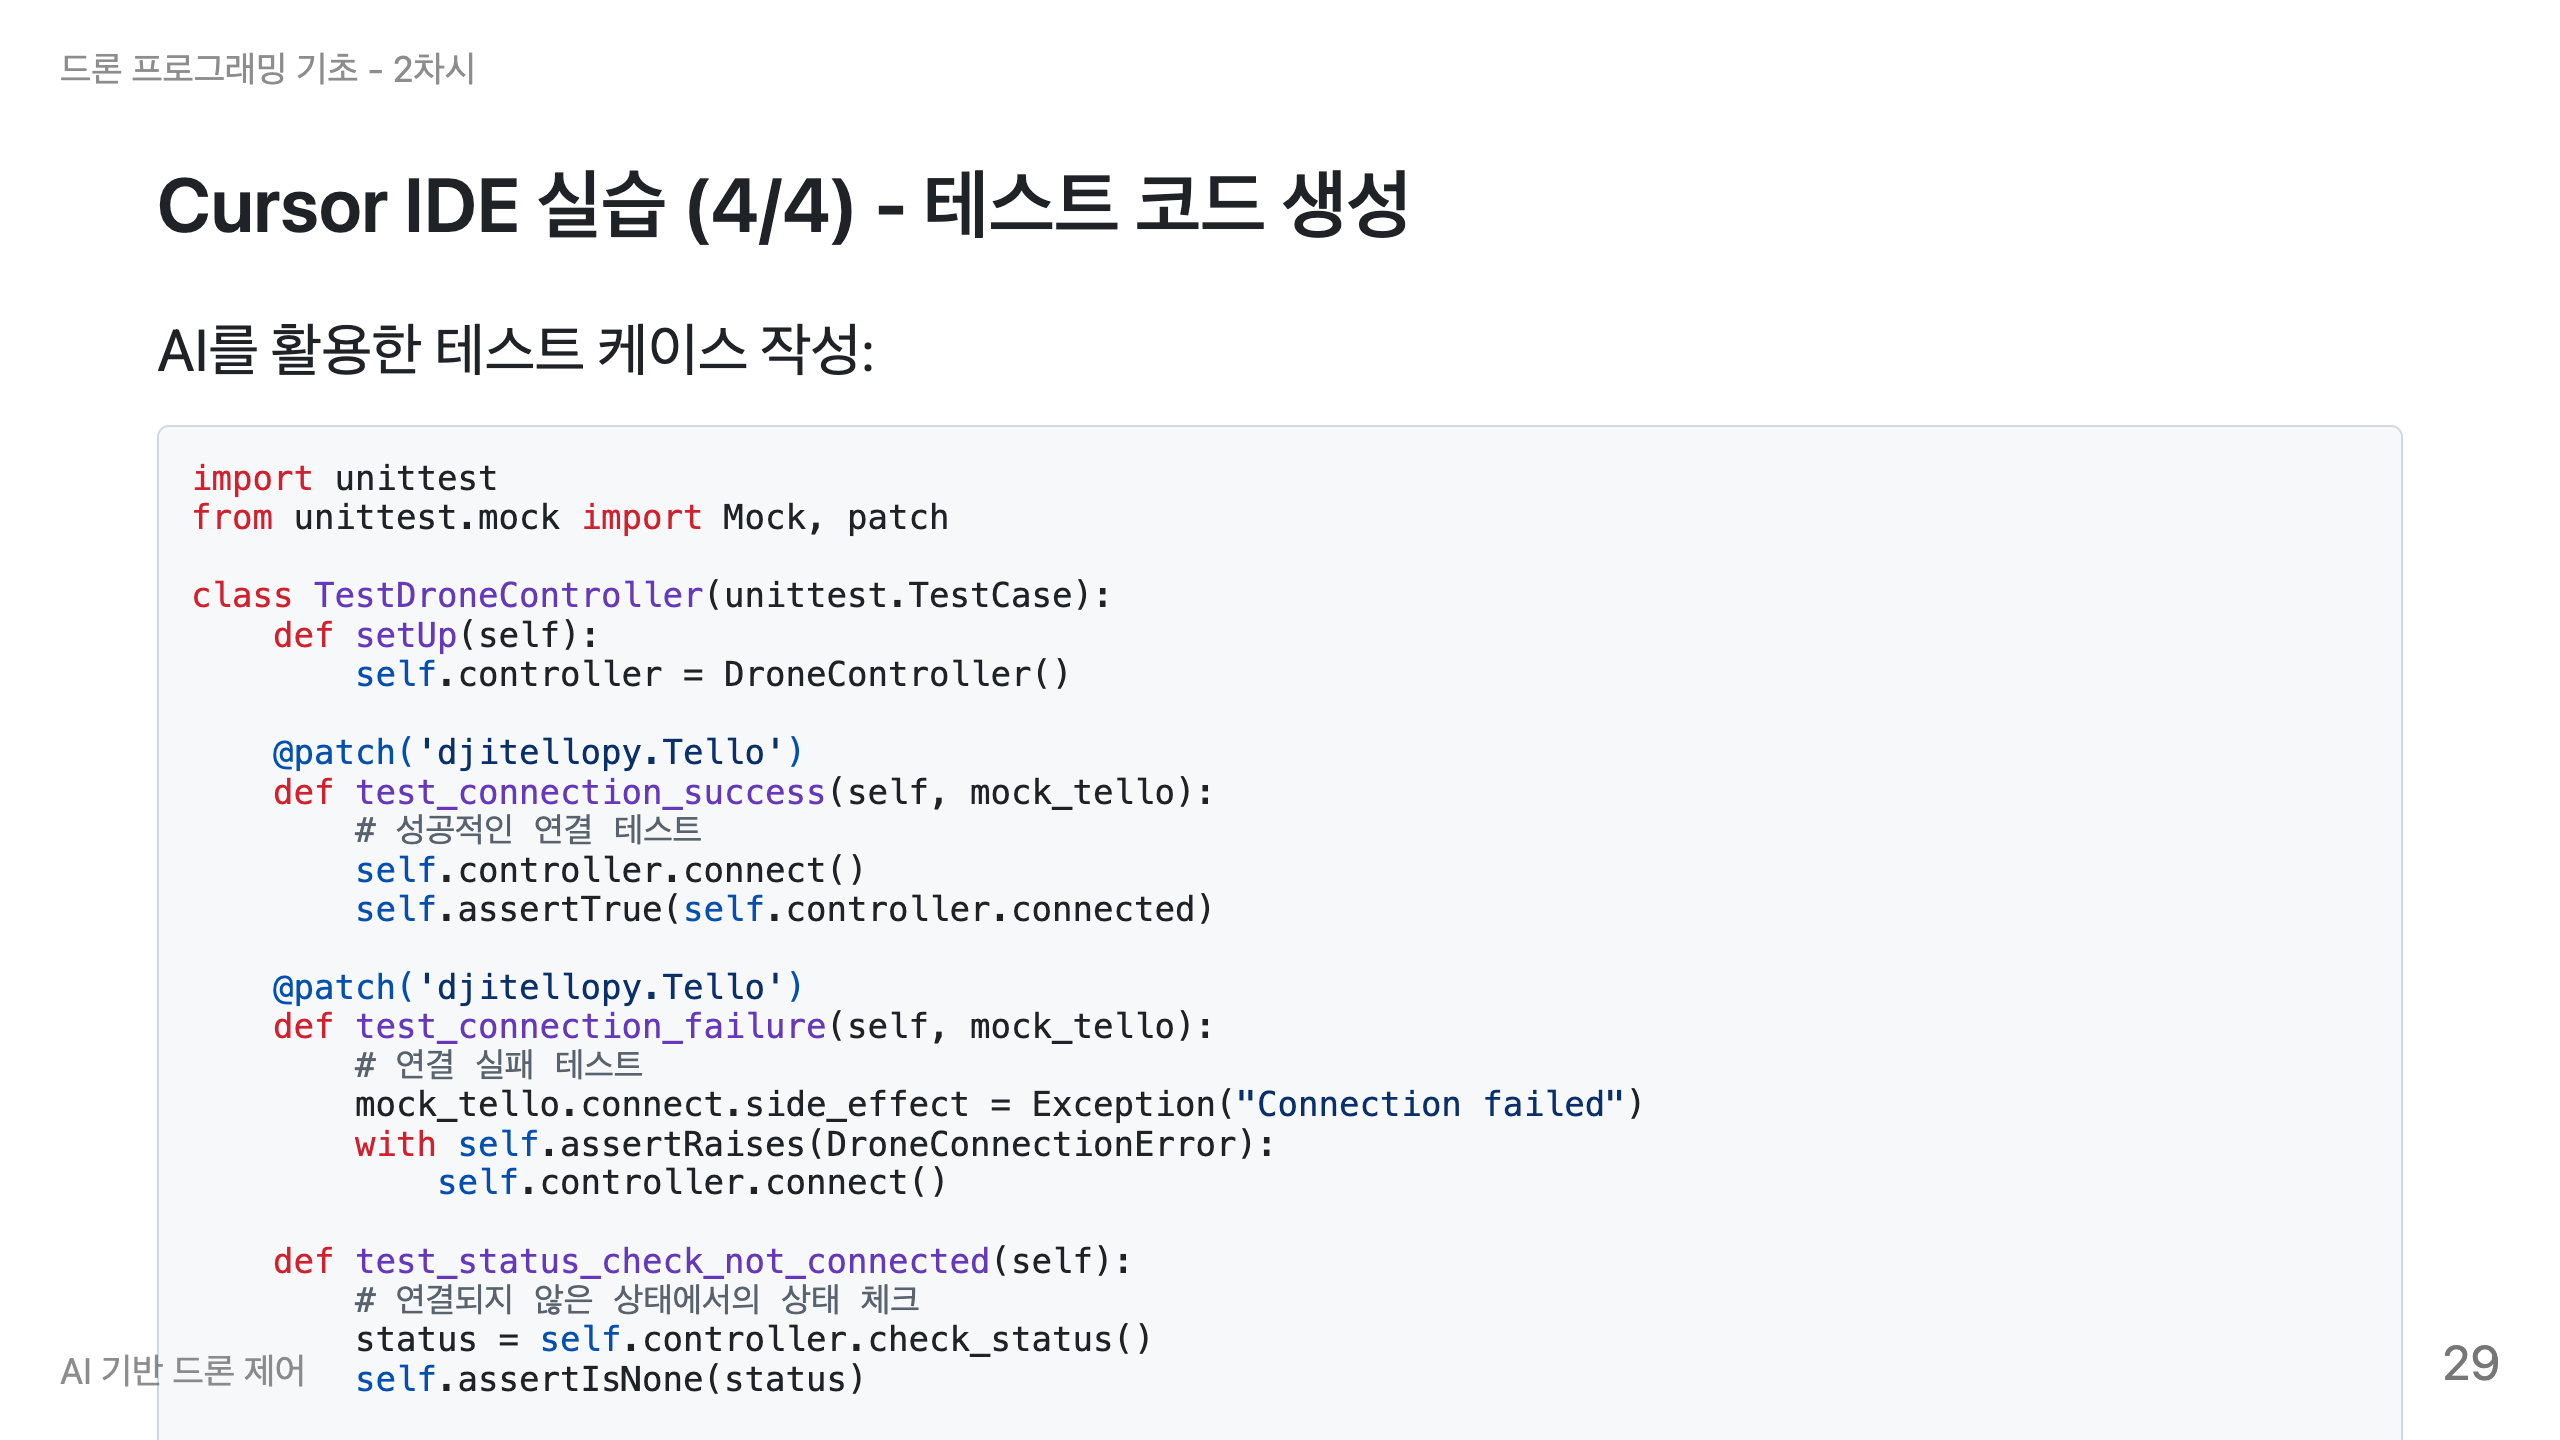 드론 프로그래밍 기초 - 2차시
Cursor IDE 실습 (4/4) - 테스트 코드 생성
AI를 활용한 테스트 케이스 작성:
import unittest
from unittest.mock import Mock, patch

class TestDroneController(unittest.TestCase):
    def setUp(self):
        self.controller = DroneController()

    @patch('djitellopy.Tello')
    def test_connection_success(self, mock_tello):
        # 성공적인 연결 테스트
        self.controller.connect()
        self.assertTrue(self.controller.connected)

    @patch('djitellopy.Tello')
    def test_connection_failure(self, mock_tello):
        # 연결 실패 테스트
        mock_tello.connect.side_effect = Exception("Connection failed")
        with self.assertRaises(DroneConnectionError):
            self.controller.connect()

    def test_status_check_not_connected(self):
        # 연결되지 않은 상태에서의 상태 체크
        status = self.controller.check_status()
        self.assertIsNone(status)
AI 기반 드론 제어
29